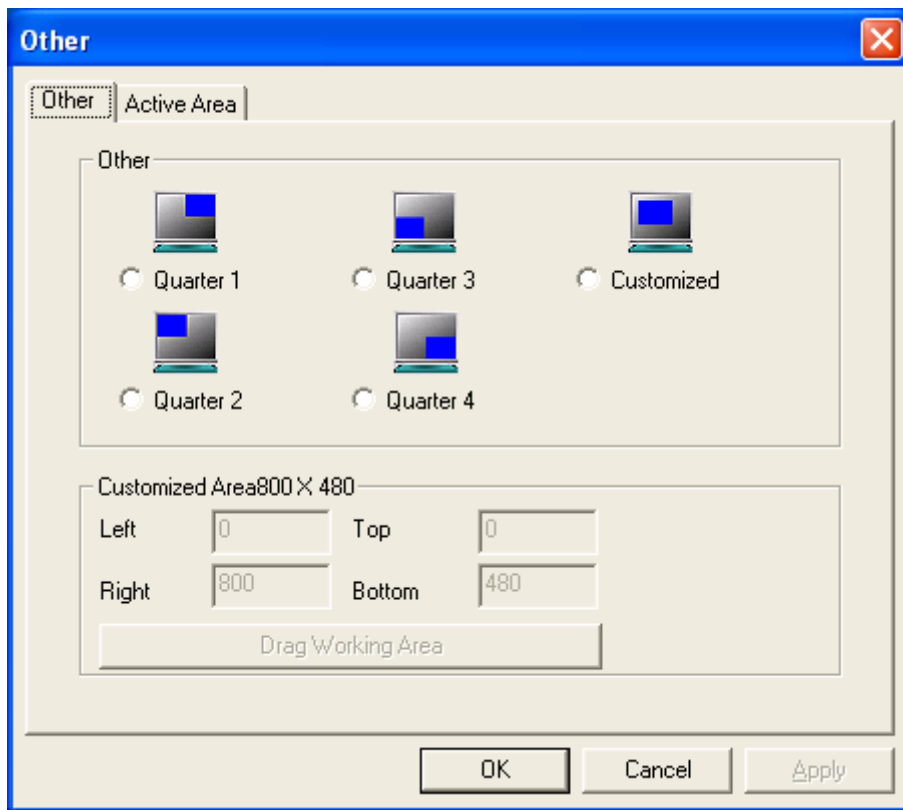 Other
Other Active Area
Other
Quarter 1 Quarter 3 Customized
Quarter 2 Quarter 4
Customized Area800 X 480
Left 0 Top 0
Right 800 Bottom 480
Drag Working Area
OK Cancel Apply